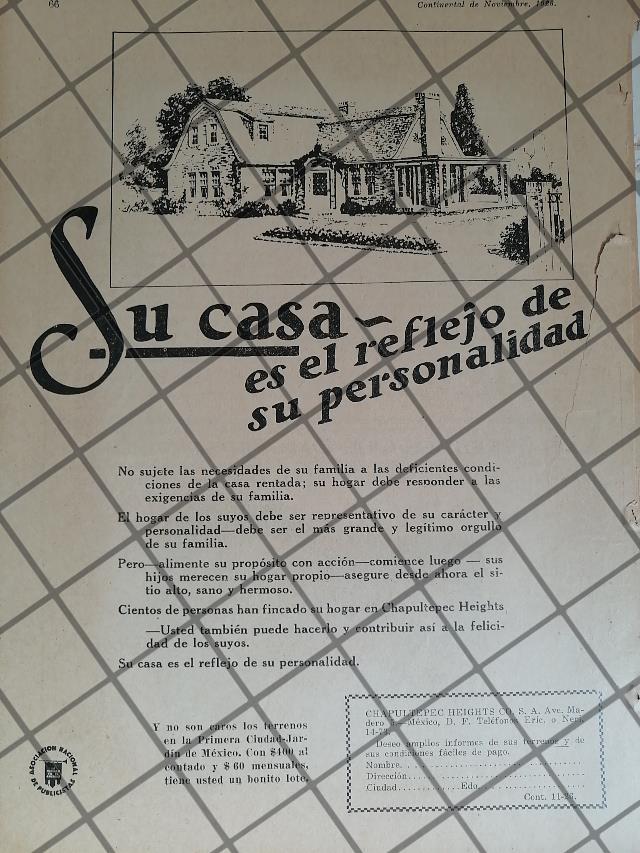 66
Continental de Noviembre, 1926.
Su casa—
es el reflejo de
su personalidad
No sujete las necesidades de su familia a las deficientes condi-
ciones de la casa rentada; su hogar debe responder a las
exigencias de su familia.
El hogar de los suyos debe ser representativo de su carácter y
personalidad—debe ser el más grande y legítimo orgullo
de su familia.
Pero—alimente su propósito con acción—comience luego — sus
hijos merecen su hogar propio—asegure desde ahora el si-
tio alto, sano y hermoso.
Cientos de personas han fincado su hogar en Chapultepec Heights
—Usted también puede hacerlo y contribuir así a la felici-
dad de los suyos.
Su casa es el reflejo de su personalidad.
Y no son caros los terrenos
en la Primera Ciudad-Jar-
dín de México. Con $400 al
contado y $ 60 mensuales,
tiene usted un bonito lote.
ASOCIACION NACIONAL
DE PUBLICISTAS
CHAPULTEPEC HEIGHTS CO. S. A. Ave. Ma-
dero —México, D. F. Teléfonos Eric. o Neri.
14-73.
Deseo amplios informes de sus terrenos y de
sus condiciones fáciles de pago.
Nombre.
Dirección
Ciudad Edo.
Cont. 11-26.